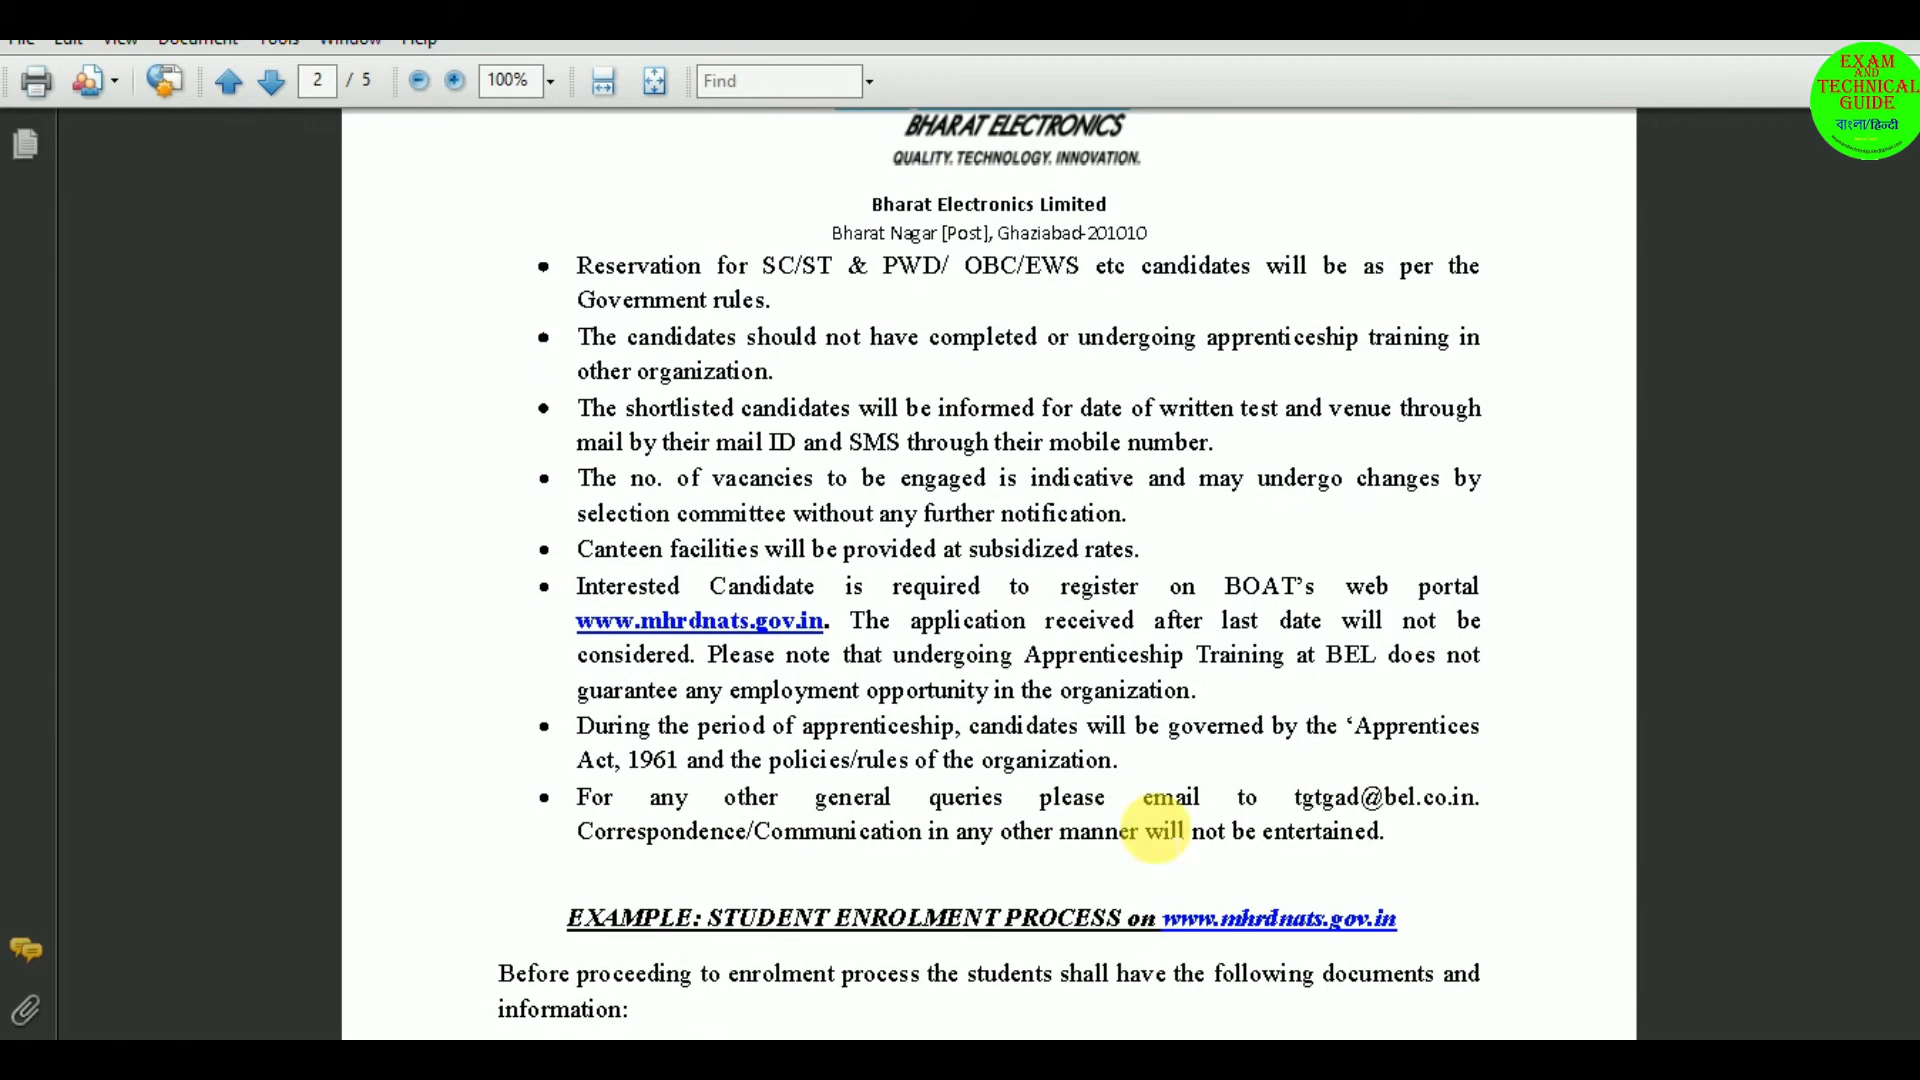 File Edit View Document Tools Window Help
2 / 5 100% Find
EXAM
AND
TECHNICAL
GUIDE
বাংলা/हिन्दी
BHARAT ELECTRONICS
QUALITY. TECHNOLOGY. INNOVATION.
Bharat Electronics Limited
Bharat Nagar [Post], Ghaziabad-201010
• Reservation for SC/ST & PWD/ OBC/EWS etc candidates will be as per the
Government rules.
• The candidates should not have completed or undergoing apprenticeship training in
other organization.
• The shortlisted candidates will be informed for date of written test and venue through
mail by their mail ID and SMS through their mobile number.
• The no. of vacancies to be engaged is indicative and may undergo changes by
selection committee without any further notification.
• Canteen facilities will be provided at subsidized rates.
• Interested Candidate is required to register on BOAT’s web portal
www.mhrdnats.gov.in. The application received after last date will not be
considered. Please note that undergoing Apprenticeship Training at BEL does not
guarantee any employment opportunity in the organization.
• During the period of apprenticeship, candidates will be governed by the ‘Apprentices
Act, 1961 and the policies/rules of the organization.
• For any other general queries please email to tgtgad@bel.co.in.
Correspondence/Communication in any other manner will not be entertained.
EXAMPLE: STUDENT ENROLMENT PROCESS on www.mhrdnats.gov.in
Before proceeding to enrolment process the students shall have the following documents and
information: